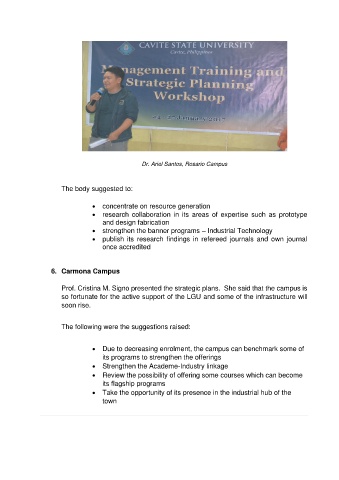 CAVITE STATE UNIVERSITY
Cavite, Philippines
Management Training and
Strategic Planning
Workshop
Dr. Ariel Santos, Rosario Campus
The body suggested to:
• concentrate on resource generation
• research collaboration in its areas of expertise such as prototype
and design fabrication
• strengthen the banner programs – Industrial Technology
• publish its research findings in refereed journals and own journal
once accredited
6. Carmona Campus
Prof. Cristina M. Signo presented the strategic plans. She said that the campus is
so fortunate for the active support of the LGU and some of the infrastructure will
soon rise.
The following were the suggestions raised:
• Due to decreasing enrolment, the campus can benchmark some of
its programs to strengthen the offerings
• Strengthen the Academe-Industry linkage
• Review the possibility of offering some courses which can become
its flagship programs
• Take the opportunity of its presence in the industrial hub of the
town